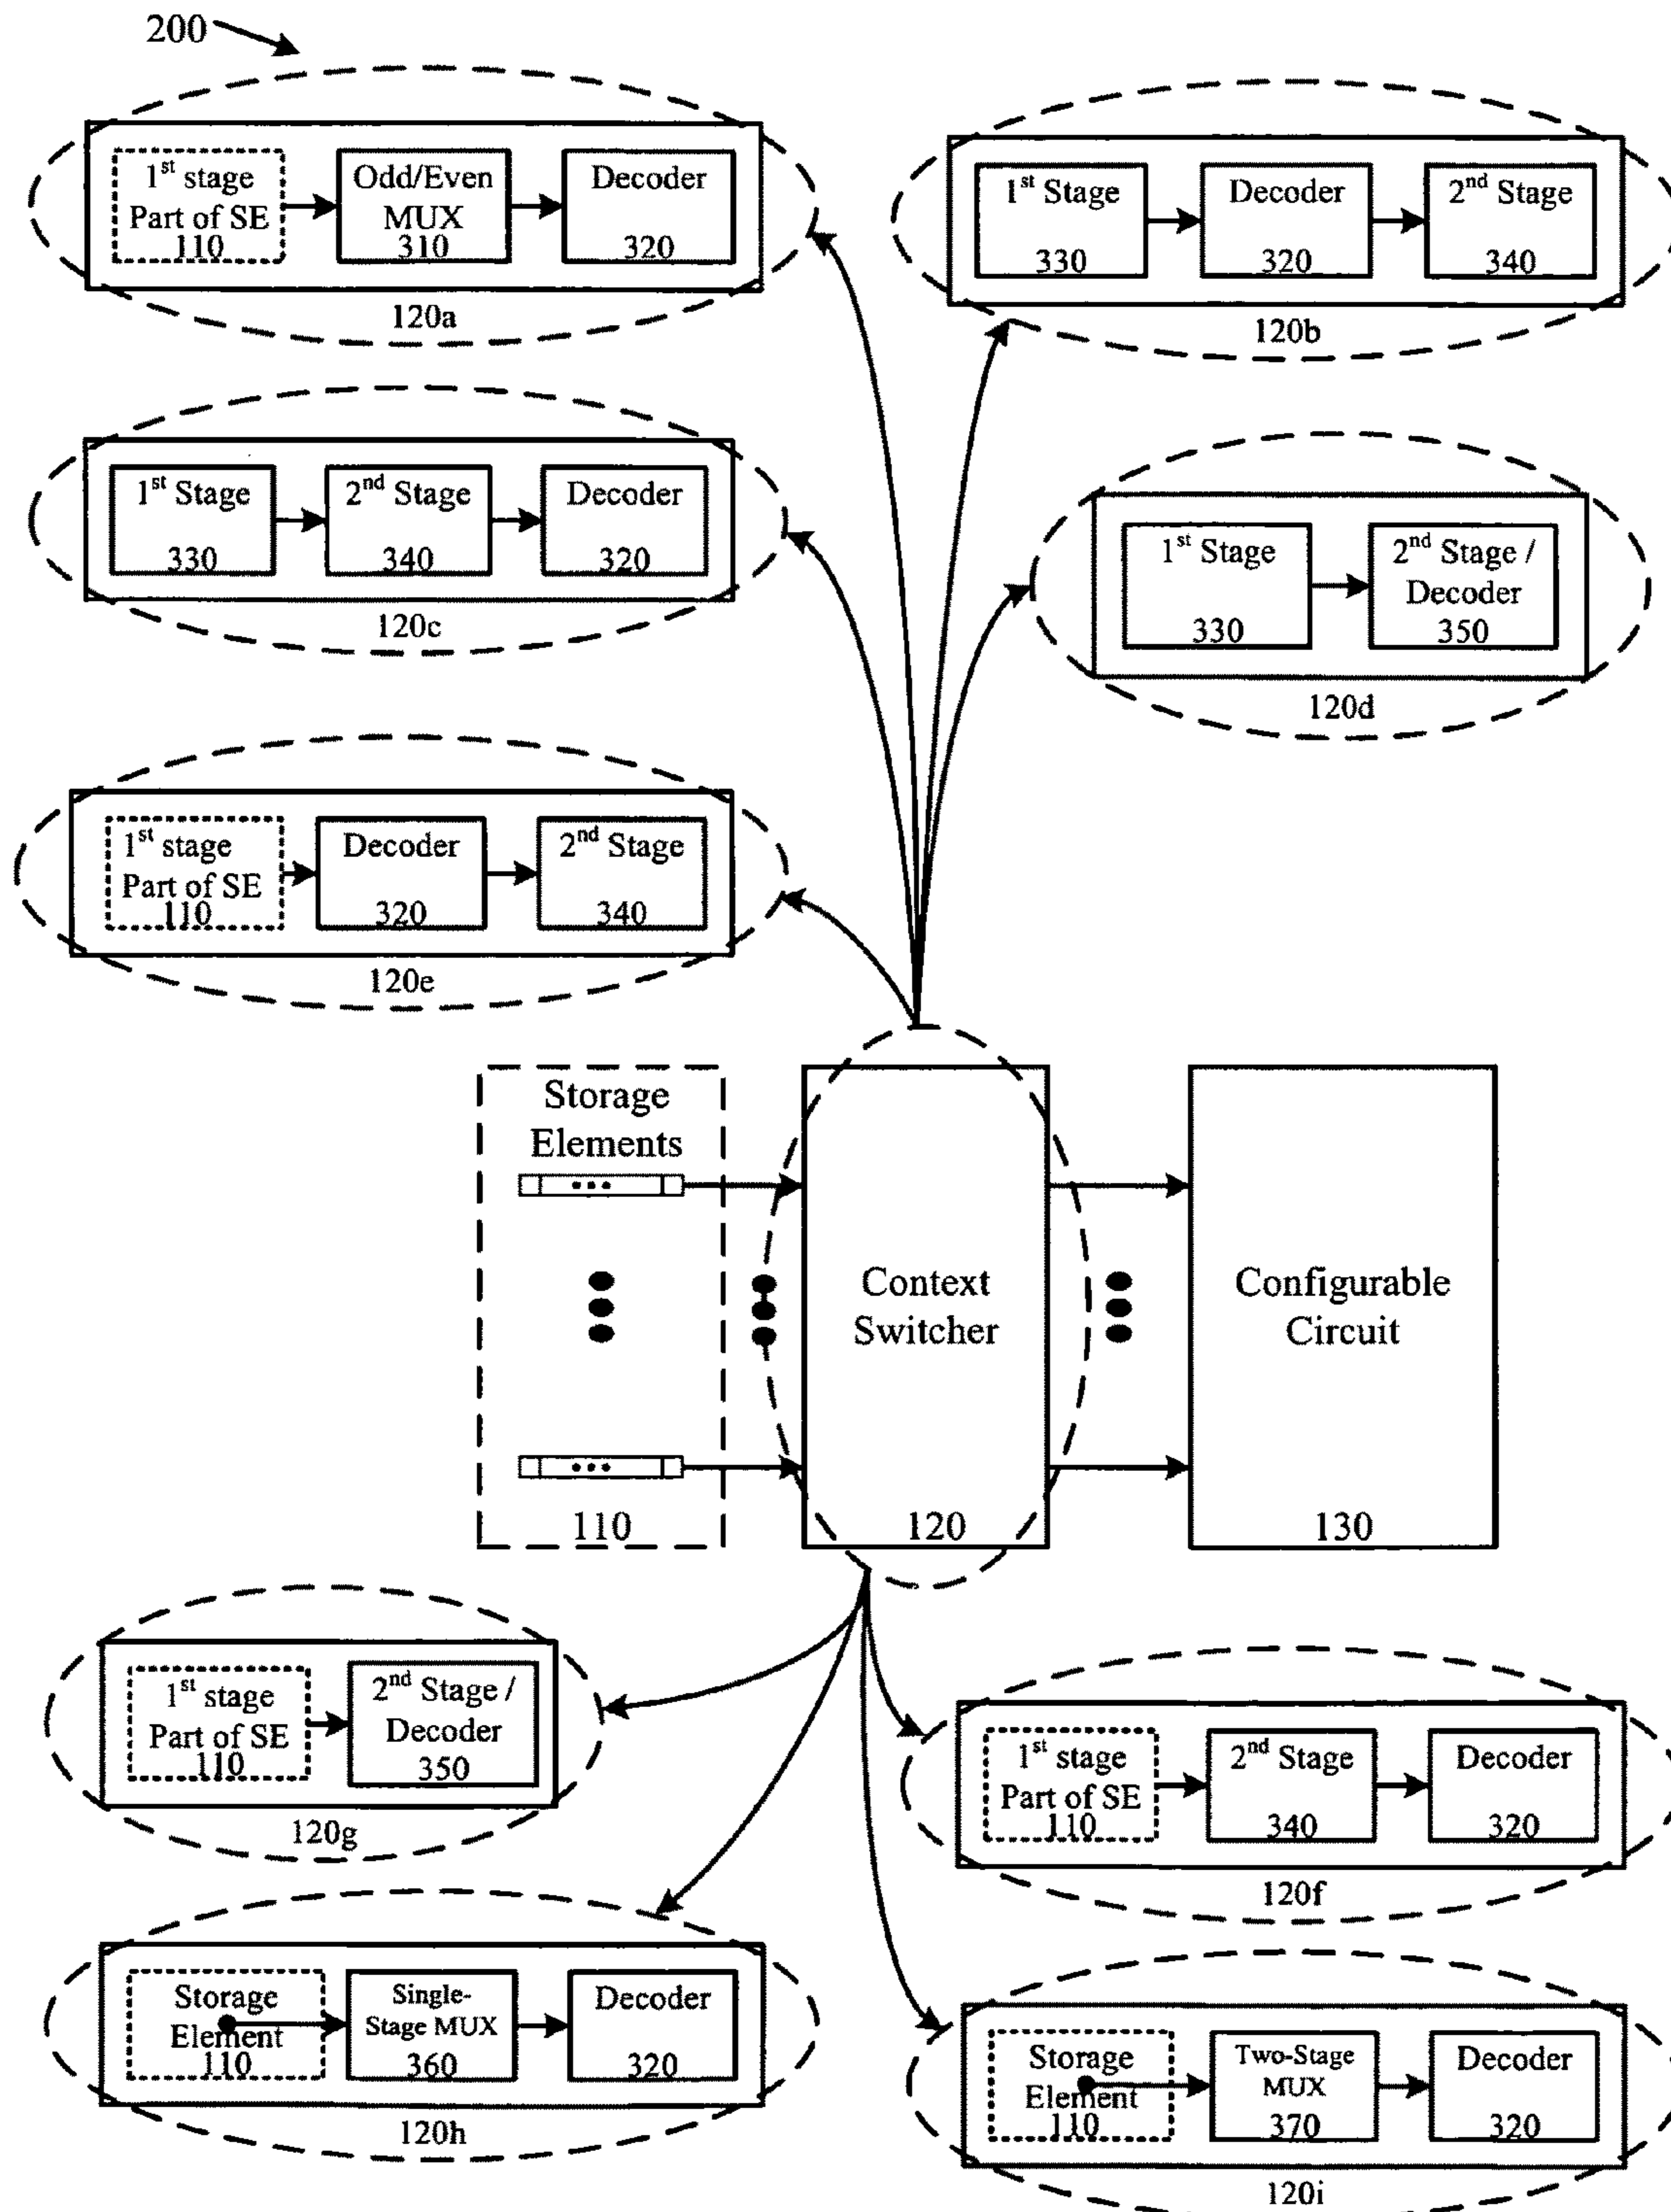 200
1st stage
Part of SE
110
Odd/Even
MUX
310
Decoder
320
120a
1st Stage
330
Decoder
320
2nd Stage
340
120b
1st Stage
330
2nd Stage
340
Decoder
320
120c
1st Stage
330
2nd Stage /
Decoder
350
120d
1st stage
Part of SE
110
Decoder
320
2nd Stage
340
120e
Storage
Elements
110
Context
Switcher
120
Configurable
Circuit
130
1st stage
Part of SE
110
2nd Stage /
Decoder
350
120g
1st stage
Part of SE
110
2nd Stage
340
Decoder
320
120f
Storage
Element
110
Single-
Stage MUX
360
Decoder
320
120h
Storage
Element
110
Two-Stage
MUX
370
Decoder
320
120i